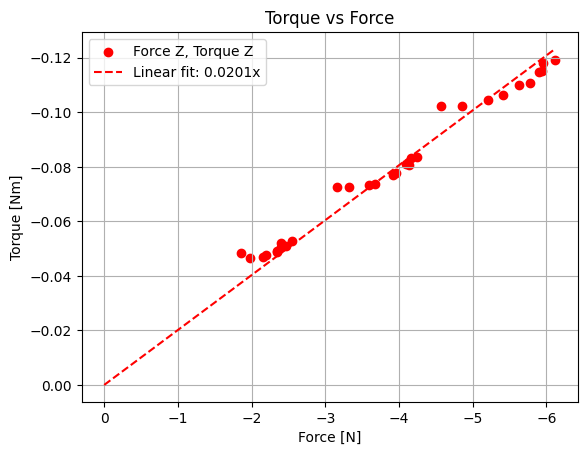 Torque vs Force
Force Z, Torque Z
Linear fit: 0.0201x
Torque [Nm]
−0.12
−0.10
−0.08
−0.06
−0.04
−0.02
0.00
0 −1 −2 −3 −4 −5 −6
Force [N]